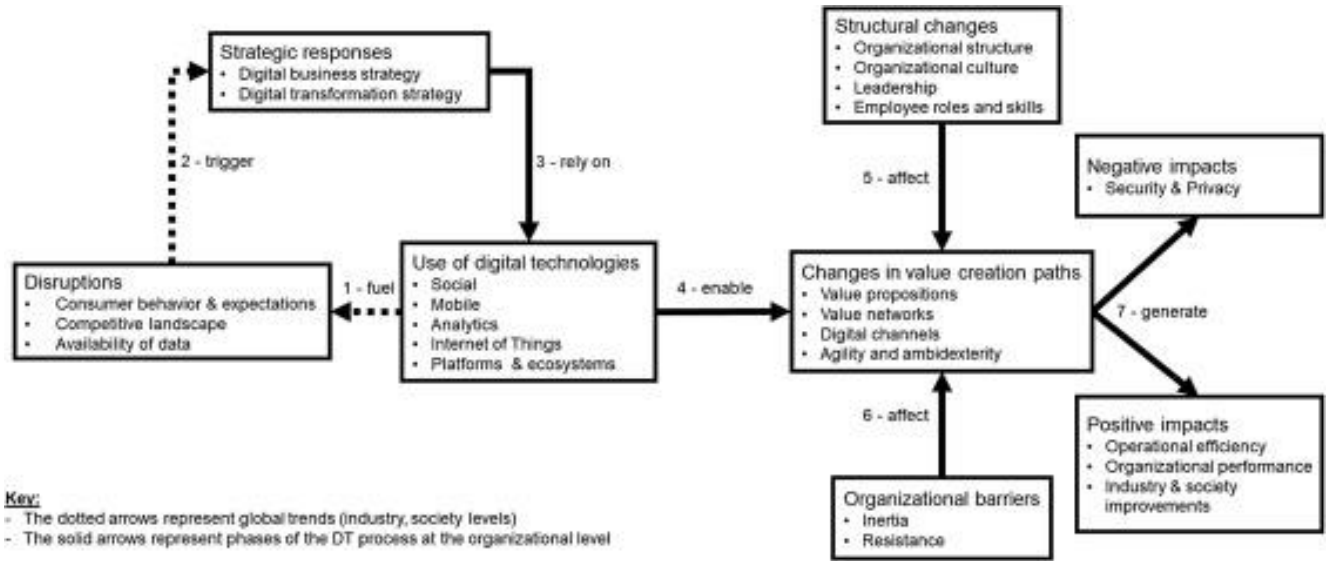 Strategic responses
• Digital business strategy
• Digital transformation strategy
2 - trigger
3 - rely on
Disruptions
• Consumer behavior & expectations
• Competitive landscape
• Availability of data
1 - fuel
Use of digital technologies
• Social
• Mobile
• Analytics
• Internet of Things
• Platforms & ecosystems
4 - enable
Structural changes
• Organizational structure
• Organizational culture
• Leadership
• Employee roles and skills
5 - affect
Changes in value creation paths
• Value propositions
• Value networks
• Digital channels
• Agility and ambidexterity
6 - affect
Organizational barriers
• Inertia
• Resistance
Negative impacts
• Security & Privacy
7 - generate
Positive impacts
• Operational efficiency
• Organizational performance
• Industry & society
improvements
Key:
- The dotted arrows represent global trends (industry, society levels)
- The solid arrows represent phases of the DT process at the organizational level